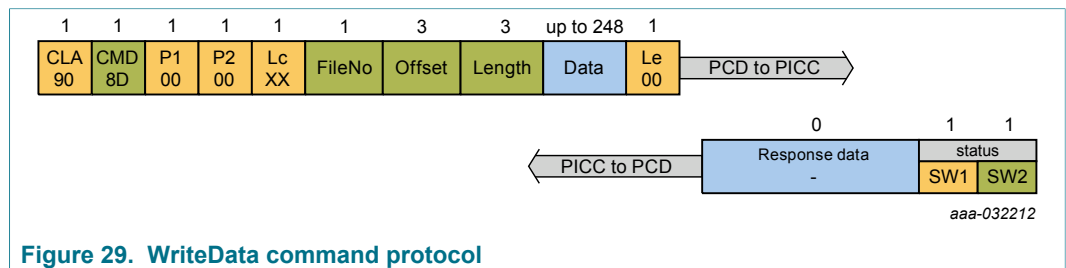 1 1 1 1 1 1 3 3 up to 248 1
CLA CMD P1 P2 Lc FileNo Offset Length Data Le PCD to PICC
90 8D 00 00 XX 00
0 1 1
PICC to PCD Response data status
- SW1 SW2
aaa-032212
Figure 29. WriteData command protocol